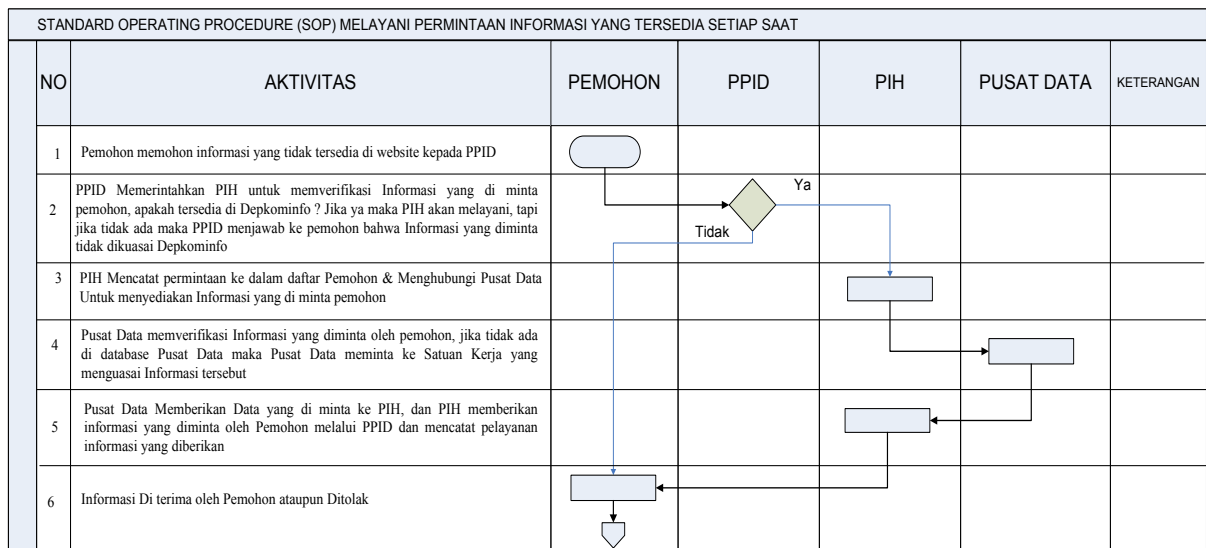 STANDARD OPERATING PROCEDURE (SOP) MELAYANI PERMINTAAN INFORMASI YANG TERSEDIA SETIAP SAAT
NO AKTIVITAS PEMOHON PPID PIH PUSAT DATA KETERANGAN
1 Pemohon memohon informasi yang tidak tersedia di website kepada PPID
2 PPID Memerintahkan PIH untuk memverifikasi Informasi yang di minta
pemohon, apakah tersedia di Depkominfo ? Jika ya maka PIH akan melayani, tapi
jika tidak ada maka PPID menjawab ke pemohon bahwa Informasi yang diminta
tidak dikuasai Depkominfo
Ya
Tidak
3 PIH Mencatat permintaan ke dalam daftar Pemohon & Menghubungi Pusat Data
Untuk menyediakan Informasi yang di minta pemohon
4 Pusat Data memverifikasi Informasi yang diminta oleh pemohon, jika tidak ada
di database Pusat Data maka Pusat Data meminta ke Satuan Kerja yang
menguasai Informasi tersebut
5 Pusat Data Memberikan Data yang di minta ke PIH, dan PIH memberikan
informasi yang diminta oleh Pemohon melalui PPID dan mencatat pelayanan
informasi yang diberikan
6 Informasi Di terima oleh Pemohon ataupun Ditolak